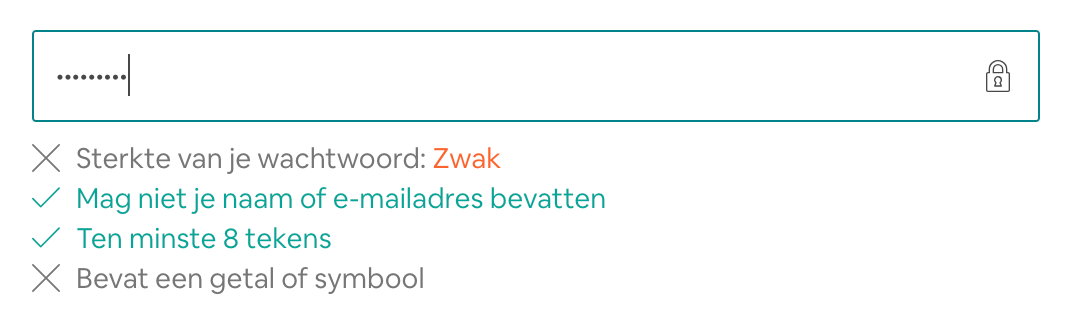 •••••••••
Sterkte van je wachtwoord: Zwak
Mag niet je naam of e-mailadres bevatten
Ten minste 8 tekens
Bevat een getal of symbool